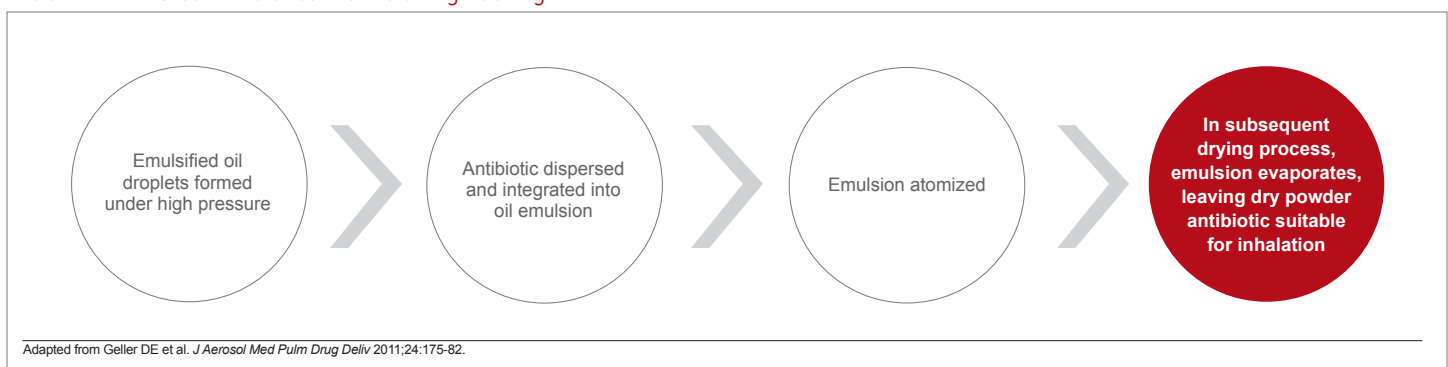 Emulsified oil
droplets formed
under high pressure
Antibiotic dispersed
and integrated into
oil emulsion
Emulsion atomized
In subsequent
drying process,
emulsion evaporates,
leaving dry powder
antibiotic suitable
for inhalation
Adapted from Geller DE et al. J Aerosol Med Pulm Drug Deliv 2011;24:175-82.